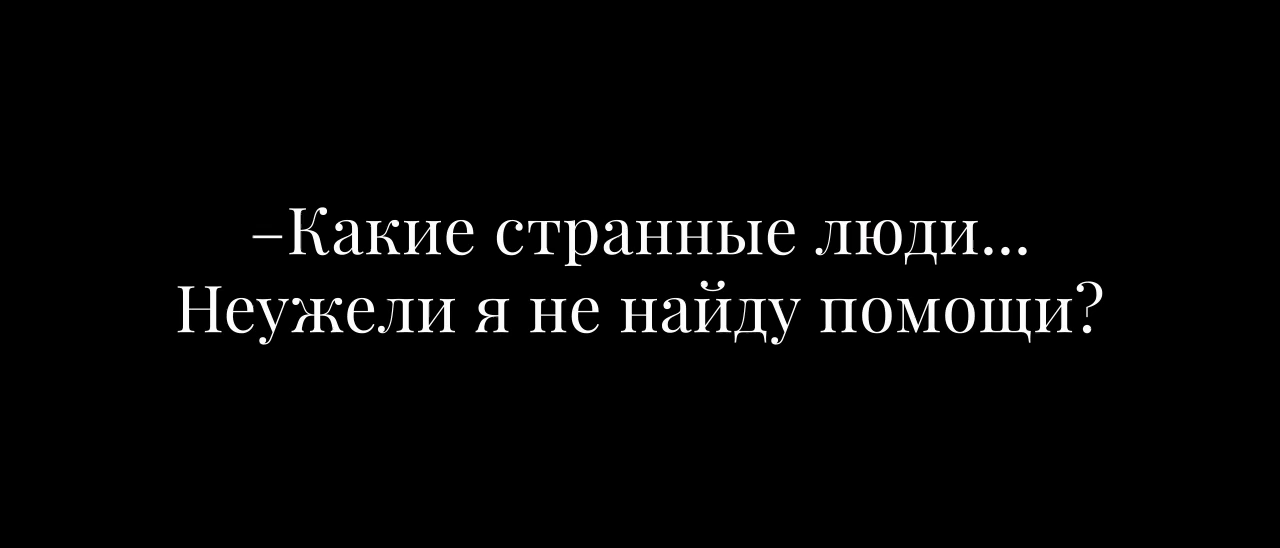 –Какие странные люди...
Неужели я не найду помощи?